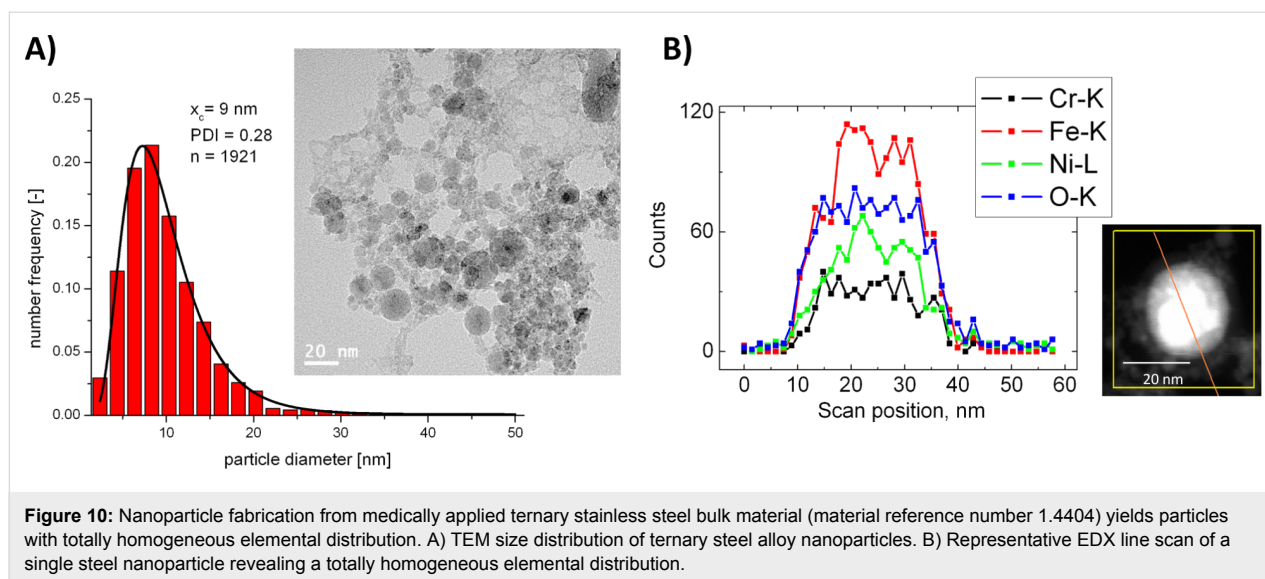 A)
0.25
0.20
0.15
0.10
0.05
0.00
number frequency [-]
x_c= 9 nm
PDI = 0.28
n = 1921
20 nm
10
20
30
40
50
particle diameter [nm]
B)
Cr-K
Fe-K
Ni-L
O-K
120
60
0
Counts
0
10
20
30
40
50
60
Scan position, nm
20 nm
Figure 10: Nanoparticle fabrication from medically applied ternary stainless steel bulk material (material reference number 1.4404) yields particles
with totally homogeneous elemental distribution. A) TEM size distribution of ternary steel alloy nanoparticles. B) Representative EDX line scan of a
single steel nanoparticle revealing a totally homogeneous elemental distribution.